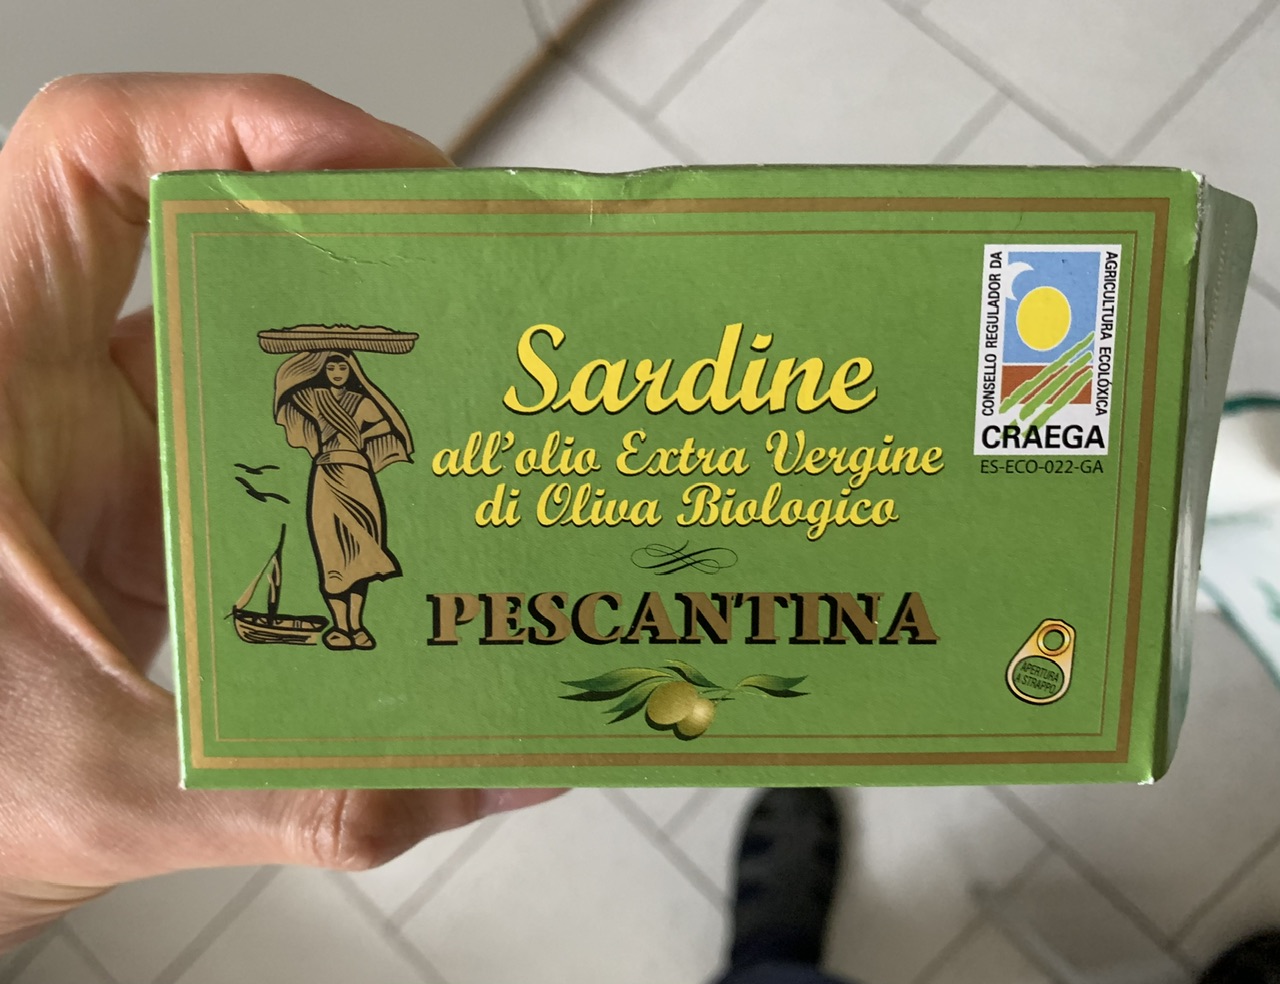 Sardine
all'olio Extra Vergine
di Oliva Biologico
PESCANTINA
CONSELLO REGULADOR DA
AGRICULTURA ECOLÓXICA
CRAEGA
ES-ECO-022-GA
APERTURA
A STRAPPO